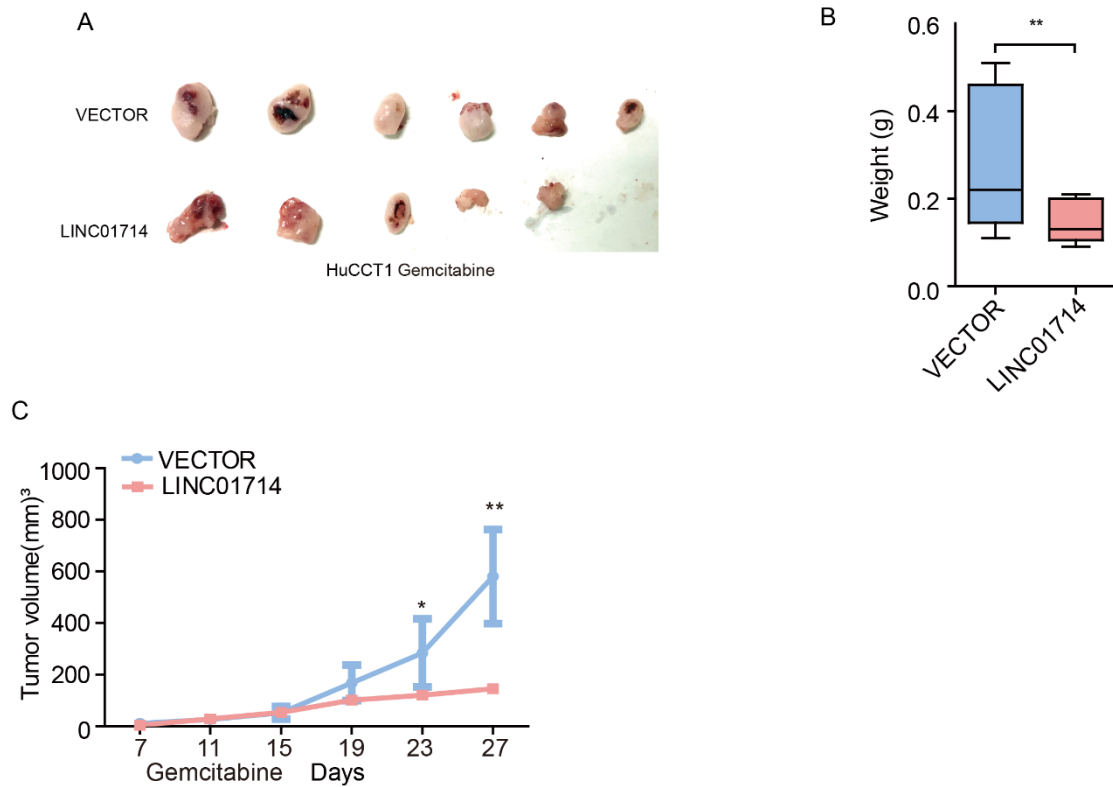 A
VECTOR
LINC01714
HuCCT1 Gemcitabine
B
**
Weight (g)
0.6
0.4
0.2
0.0
VECTOR
LINC01714
C
VECTOR
LINC01714
Tumor volume(mm)³
1000
800
600
400
200
0
*
**
7 11 15 19 23 27
Gemcitabine Days